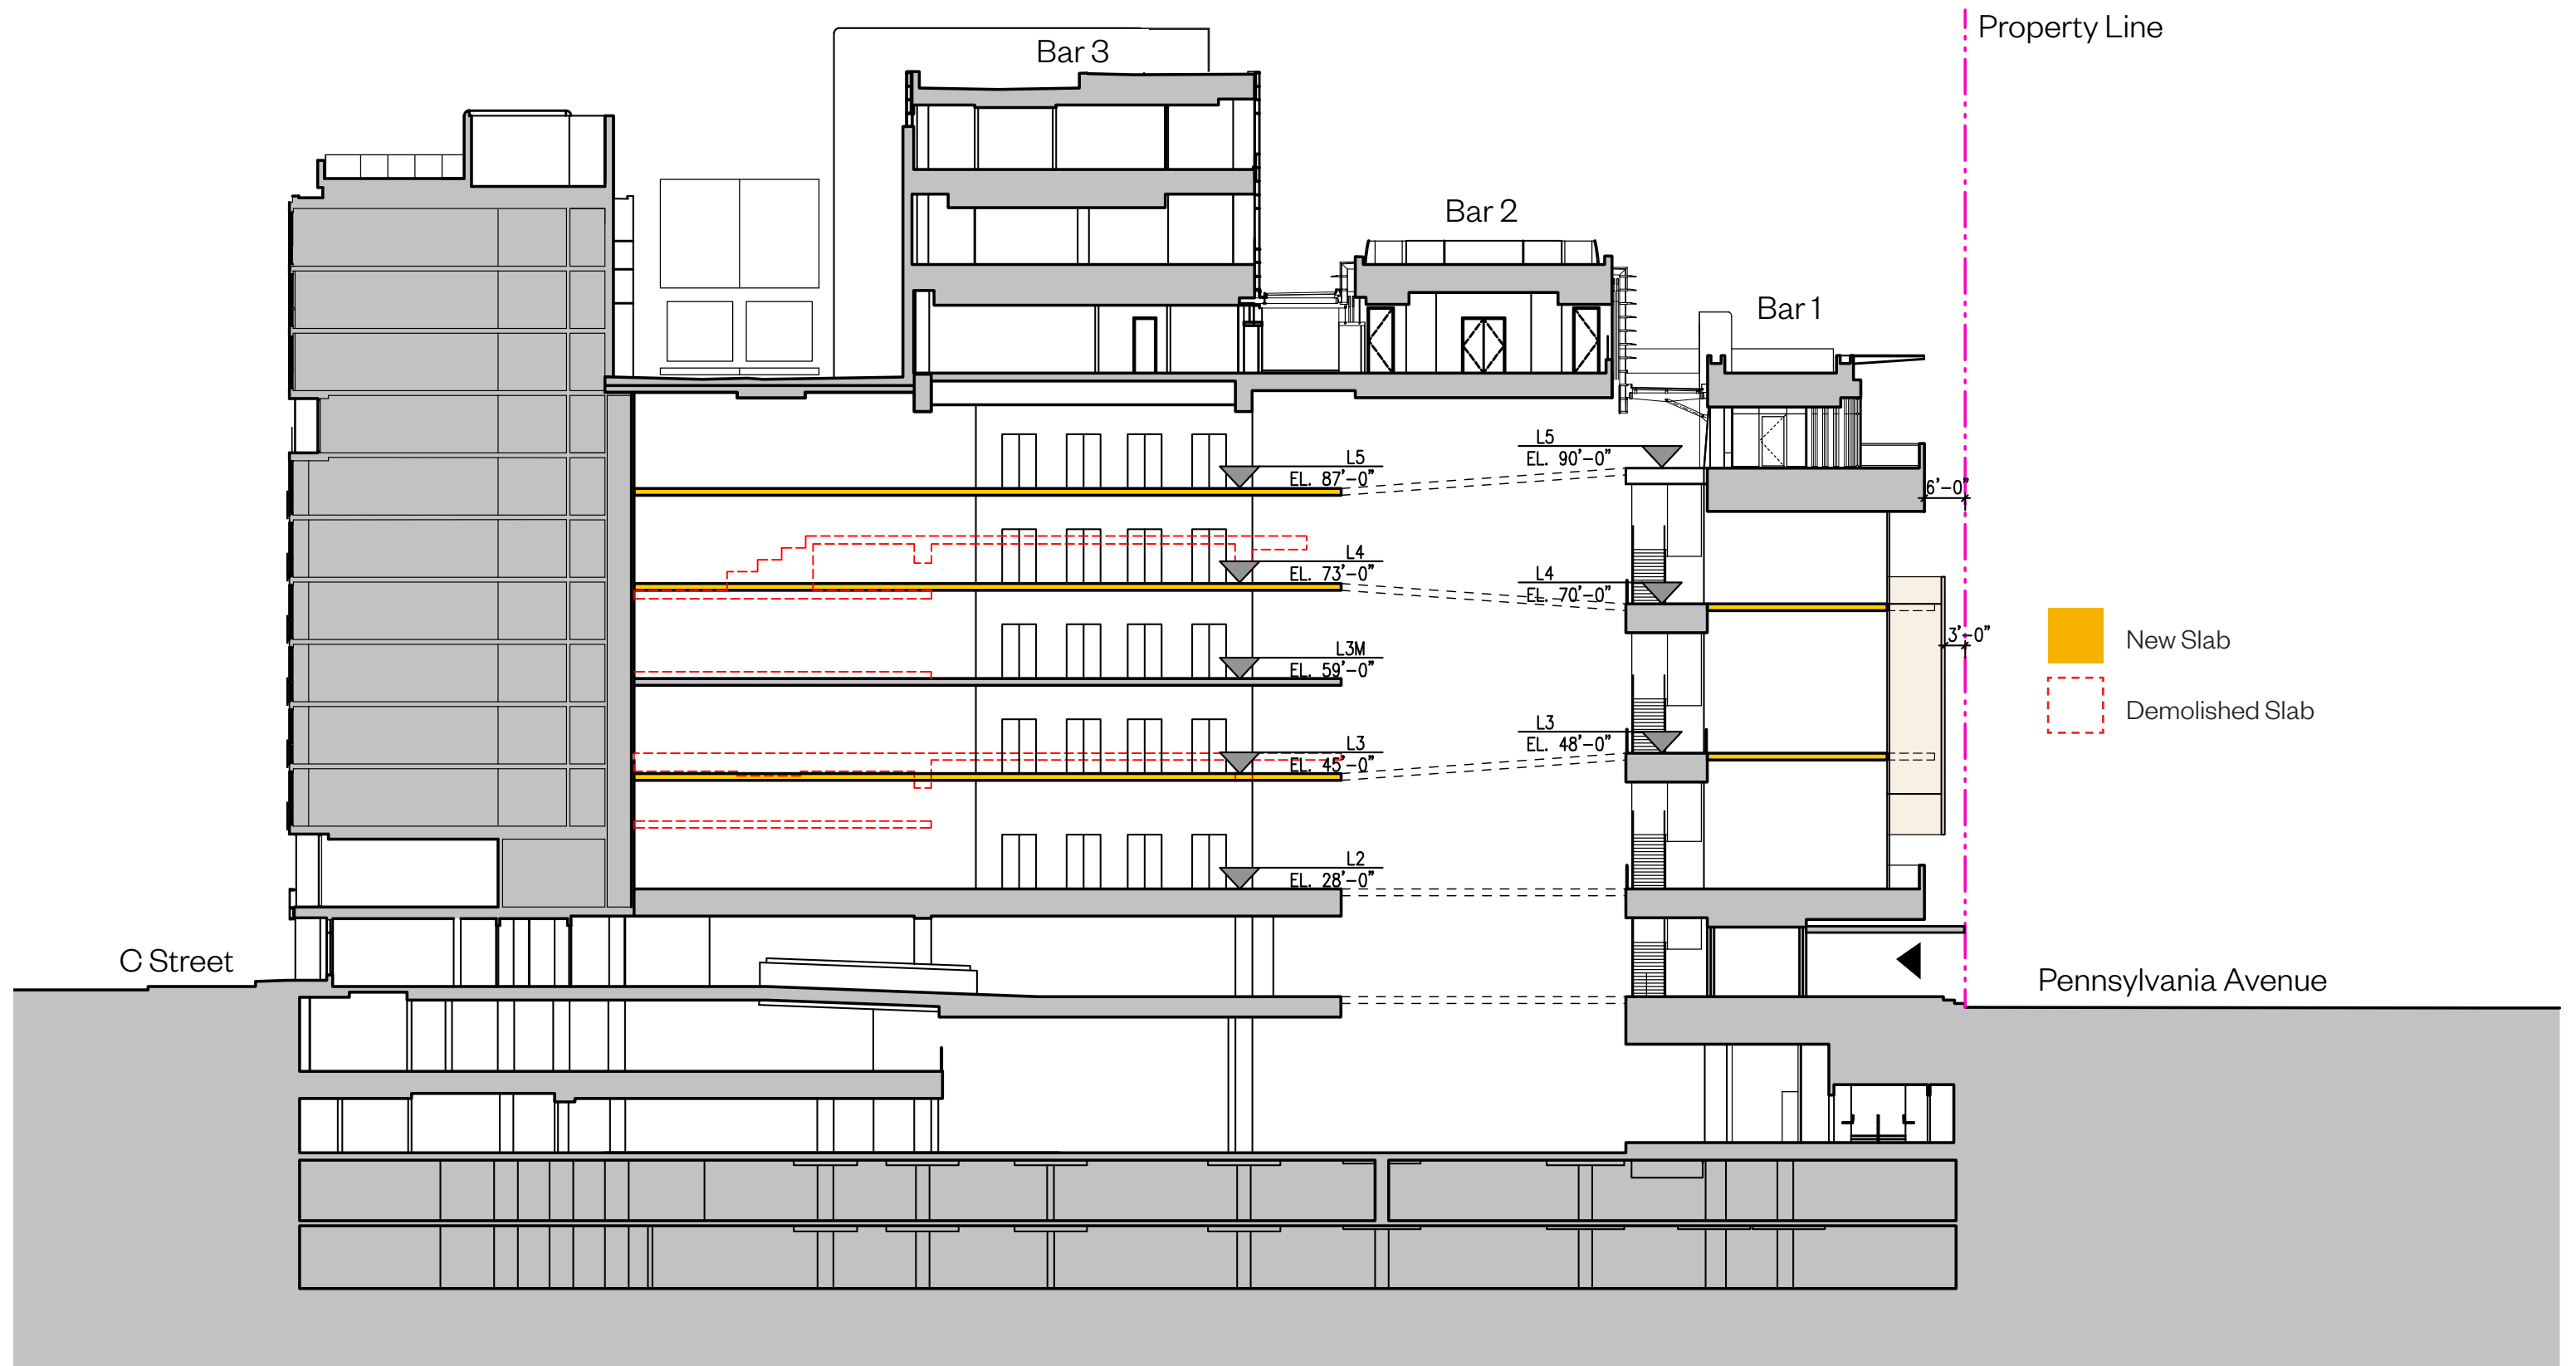 Property Line
Bar 3
Bar 2
Bar 1
L5
EL. 90'-0"
L5
EL. 87'-0"
6'-0"
L4
EL. 73'-0"
L4
EL. 70'-0"
3'-0"
New Slab
L3M
EL. 59'-0"
Demolished Slab
L3
EL. 48'-0"
L3
EL. 45'-0"
L2
EL. 28'-0"
C Street
Pennsylvania Avenue